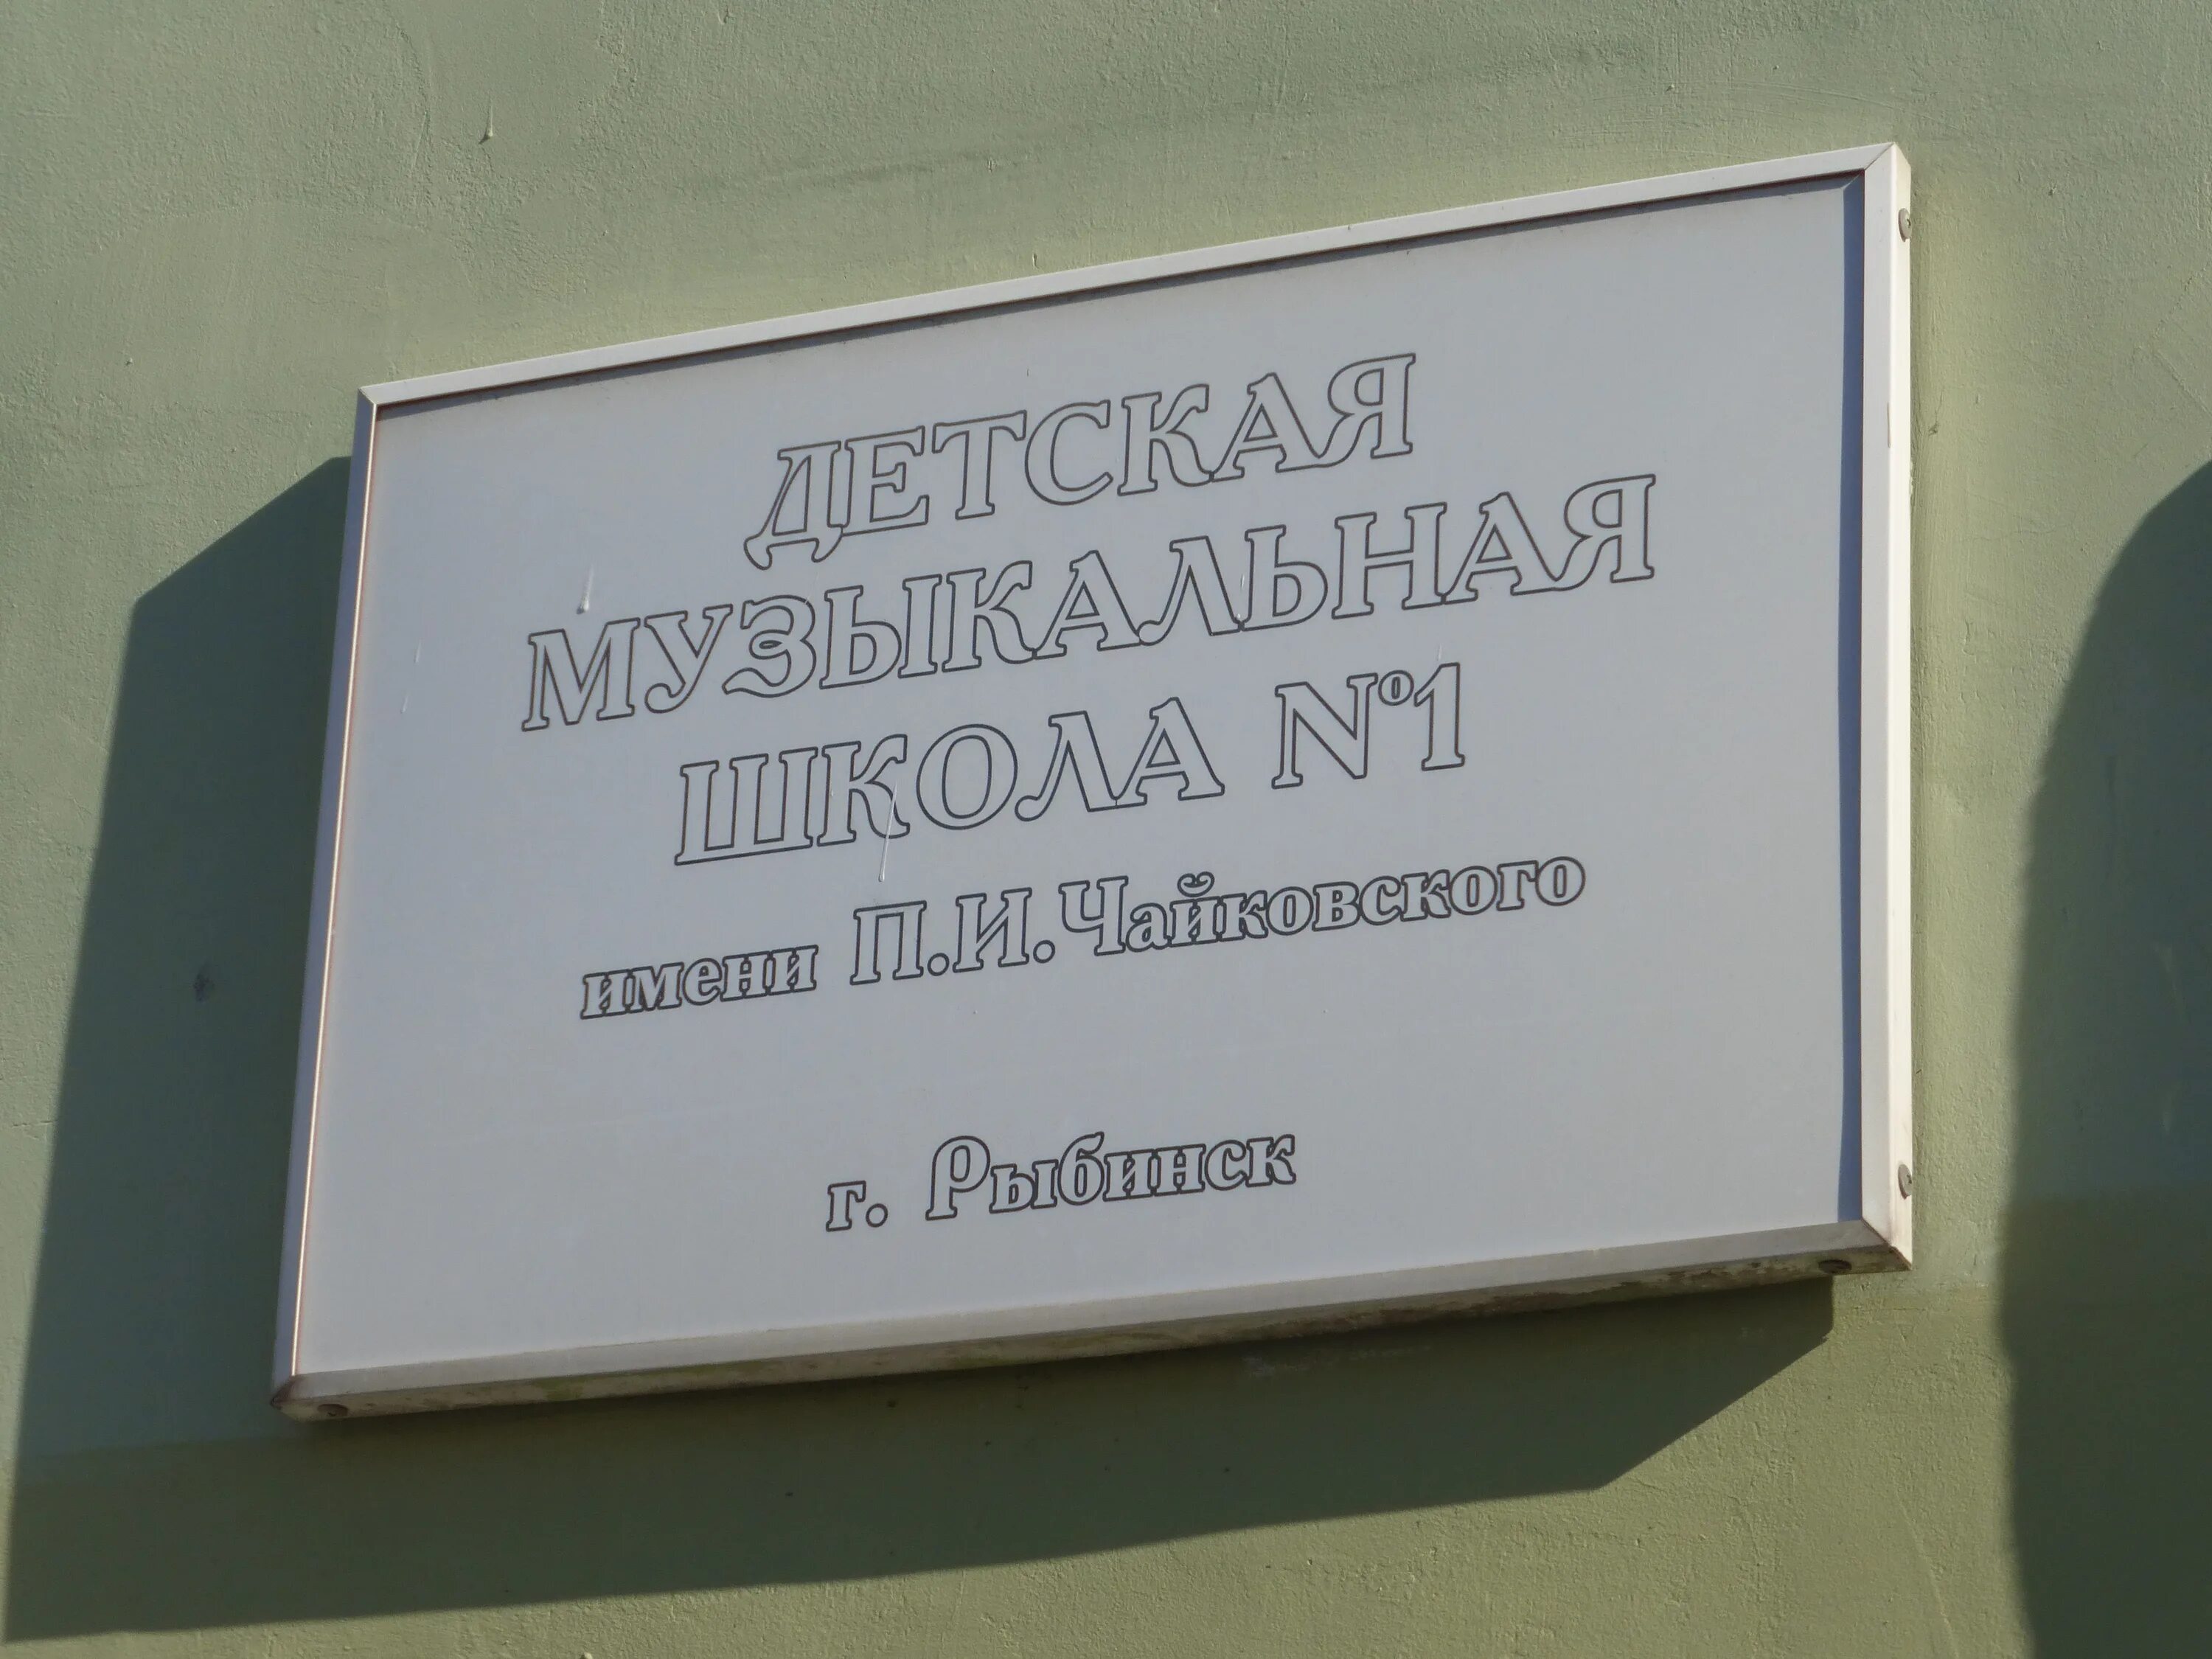 ДЕТСКАЯ
МУЗЫКАЛЬНАЯ
ШКОЛА №1
имени П.И.Чайковского
г. Рыбинск